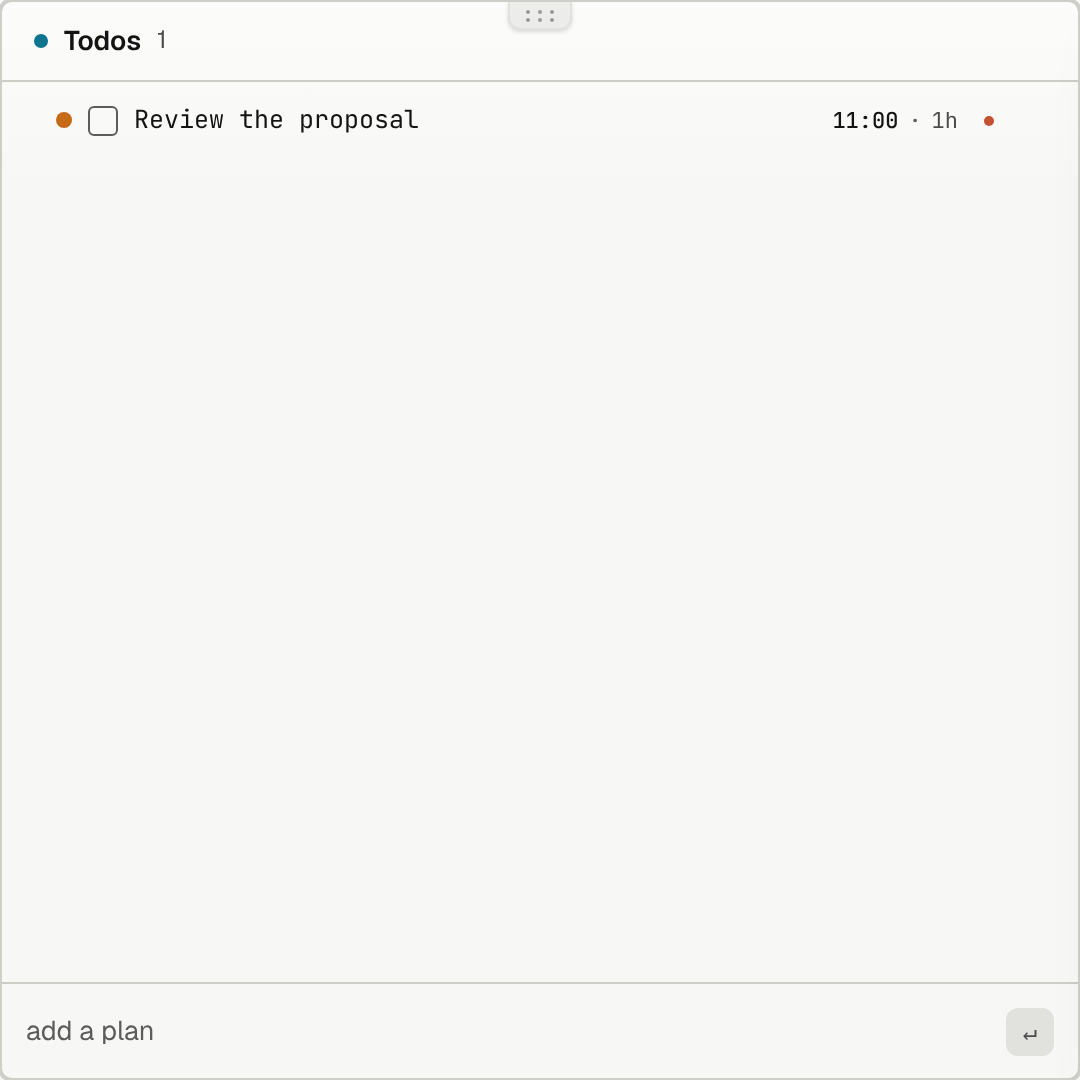 Todos 1
Review the proposal 11:00 · 1h
add a plan ↵